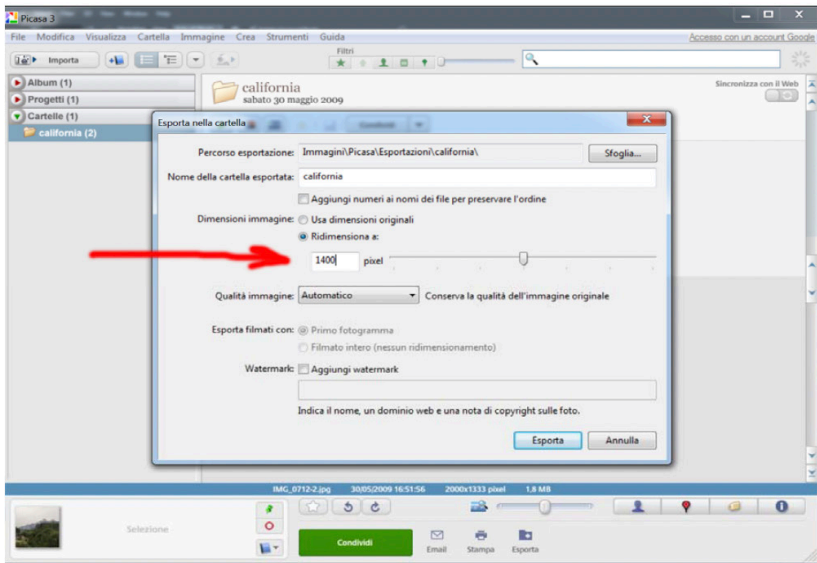 Picasa 3
File Modifica Visualizza Cartella Immagine Crea Strumenti Guida Accesso con un account Google
Importa
Filtri
Album (1)
Progetti (1)
Cartelle (1)
california (2)
california
sabato 30 maggio 2009
Sincronizza con il Web
Esporta nella cartella
Condividi
Percorso esportazione: Immagini\Picasa\Esportazioni\california\ Sfoglia...
Nome della cartella esportata: california
Aggiungi numeri ai nomi dei file per preservare l'ordine
Dimensioni immagine: Usa dimensioni originali
Ridimensiona a:
1400 pixel
Qualità immagine: Automatico Conserva la qualità dell'immagine originale
Esporta filmati con: Primo fotogramma
Filmato intero (nessun ridimensionamento)
Watermark: Aggiungi watermark
Indica il nome, un dominio web e una nota di copyright sulle foto.
Esporta Annulla
IMG_0712-2.jpg 30/05/2009 16:51:56 2000x1333 pixel 1,8 MB
Selezione
Condividi
Email Stampa Esporta